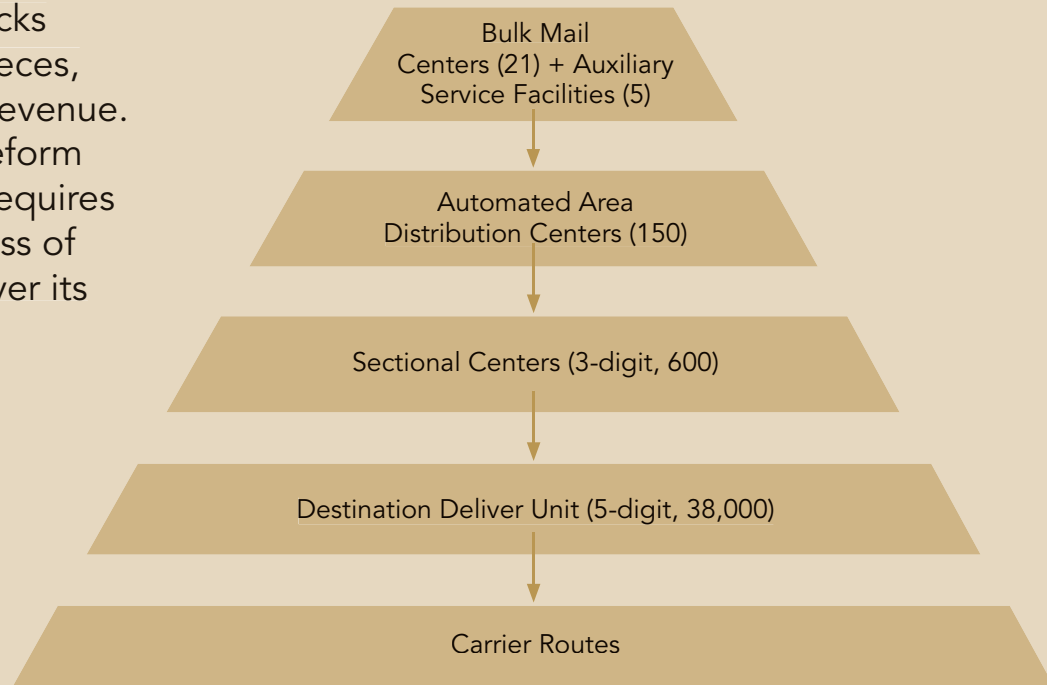 cks
eces,
evenue.
eform
equires
ss of
ver its
Bulk Mail
Centers (21) + Auxiliary
Service Facilities (5)
Automated Area
Distribution Centers (150)
Sectional Centers (3-digit, 600)
Destination Deliver Unit (5-digit, 38,000)
Carrier Routes